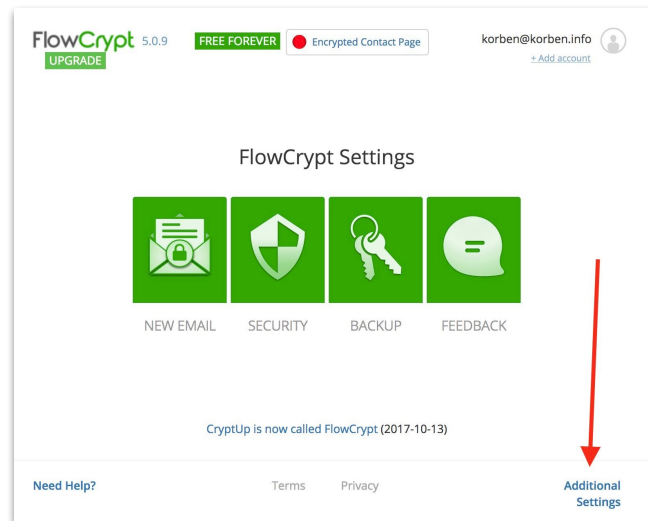 FlowCrypt 5.0.9 FREE FOREVER Encrypted Contact Page korben@korben.info
UPGRADE + Add account
FlowCrypt Settings
NEW EMAIL SECURITY BACKUP FEEDBACK
CryptUp is now called FlowCrypt (2017-10-13)
Need Help? Terms Privacy Additional
Settings